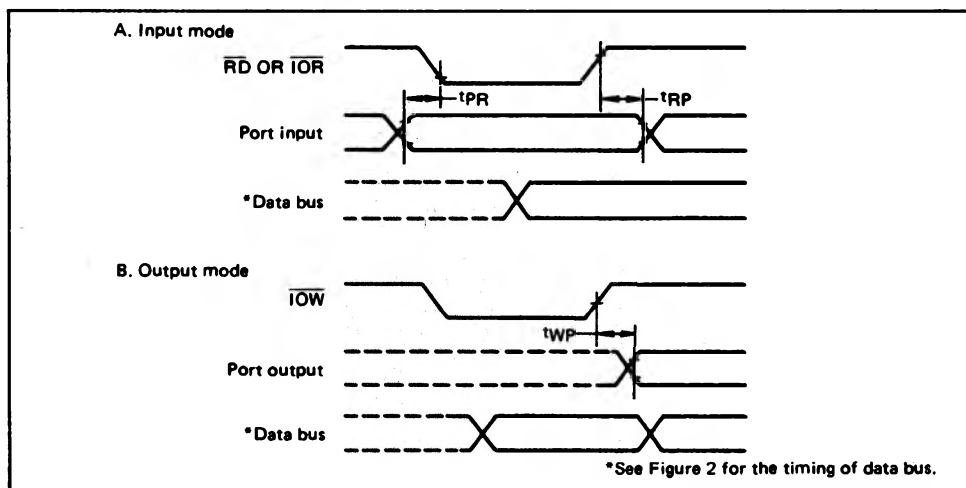 A. Input mode
RD OR IOR
tPR
tRP
Port input
*Data bus
B. Output mode
IOW
tWP
Port output
*Data bus
*See Figure 2 for the timing of data bus.